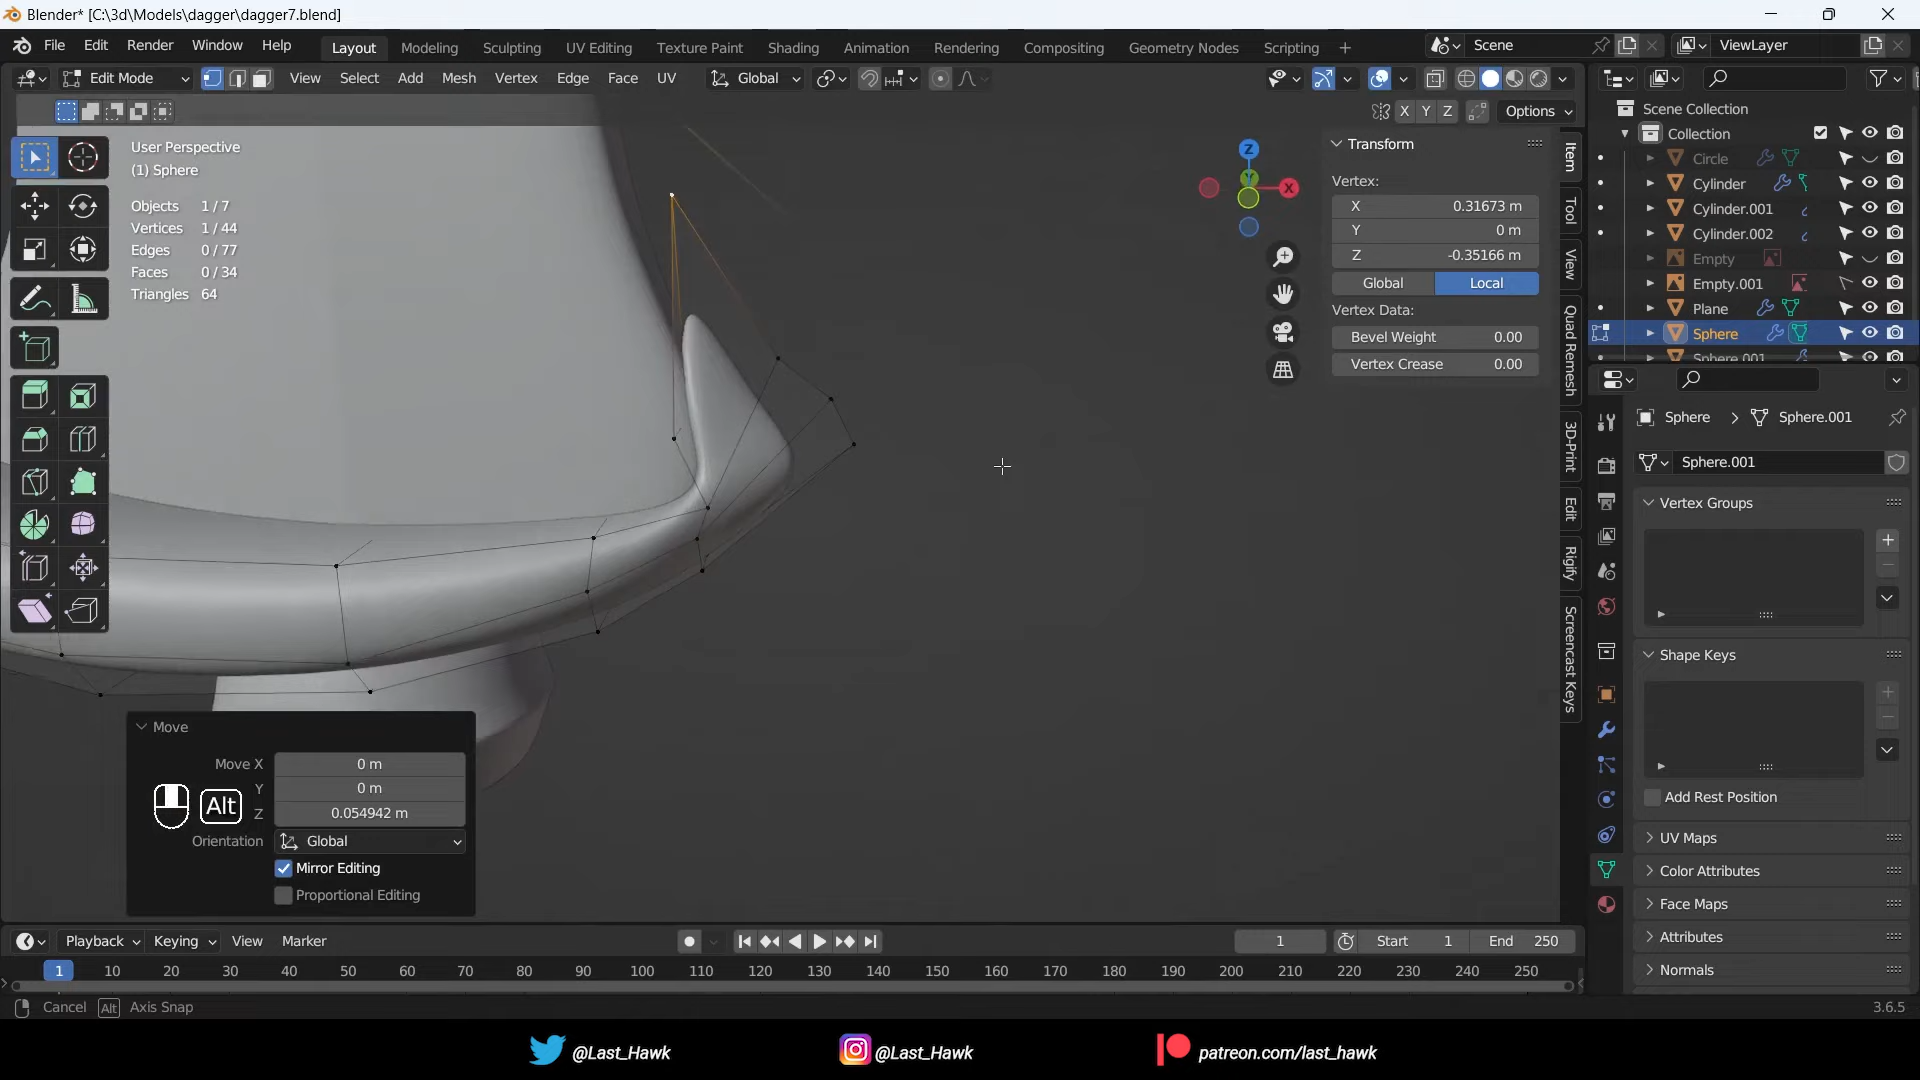 Blender* [C:\3d\Models\dagger\dagger7.blend]
File Edit Render Window Help Layout Modeling Sculpting UV Editing Texture Paint Shading Animation Rendering Compositing Geometry Nodes Scripting + Scene ViewLayer
Edit Mode View Select Add Mesh Vertex Edge Face UV Global
X Y Z Options
User Perspective
(1) Sphere
Objects 1/7
Vertices 1/44
Edges 0/77
Faces 0/34
Triangles 64
Z
X
Transform
Vertex:
X 0.31673 m
Y 0 m
Z -0.35166 m
Global Local
Vertex Data:
Bevel Weight 0.00
Vertex Crease 0.00
Item
Tool
View
Quad Remesh
3D-Print
Edit
Rigify
Screencast Keys
Scene Collection
Collection
Circle
Cylinder
Cylinder.001
Cylinder.002
Empty
Empty.001
Plane
Sphere
Sphere.001
Sphere Sphere.001
Sphere.001
Vertex Groups
Shape Keys
Add Rest Position
UV Maps
Color Attributes
Face Maps
Attributes
Normals
Move
Move X 0 m
Y 0 m
Z 0.054942 m
Alt
Orientation Global
Mirror Editing
Proportional Editing
Playback Keying View Marker 1 Start 1 End 250
1 10 20 30 40 50 60 70 80 90 100 110 120 130 140 150 160 170 180 190 200 210 220 230 240 250
Cancel Alt Axis Snap 3.6.5
@Last_Hawk @Last_Hawk patreon.com/last_hawk